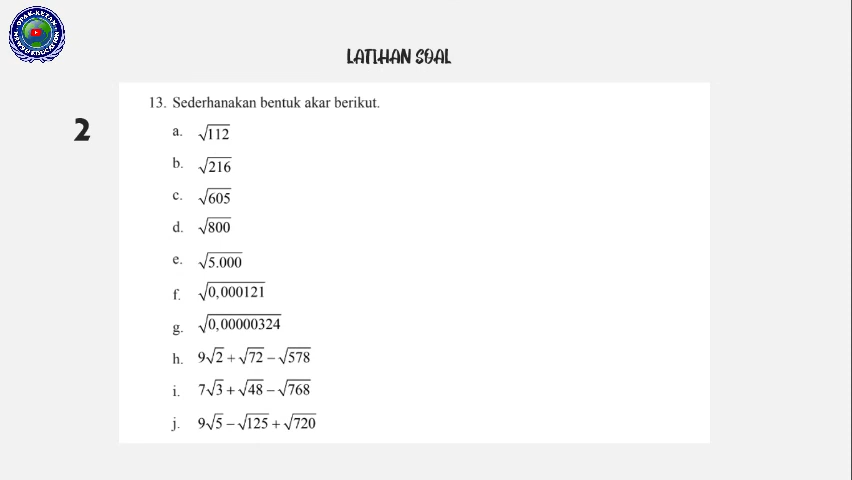 LATIHAN SOAL
2
13. Sederhanakan bentuk akar berikut.
a. √112
b. √216
c. √605
d. √800
e. √5.000
f. √0,000121
g. √0,00000324
h. 9√2 + √72 − √578
i. 7√3 + √48 − √768
j. 9√5 − √125 + √720